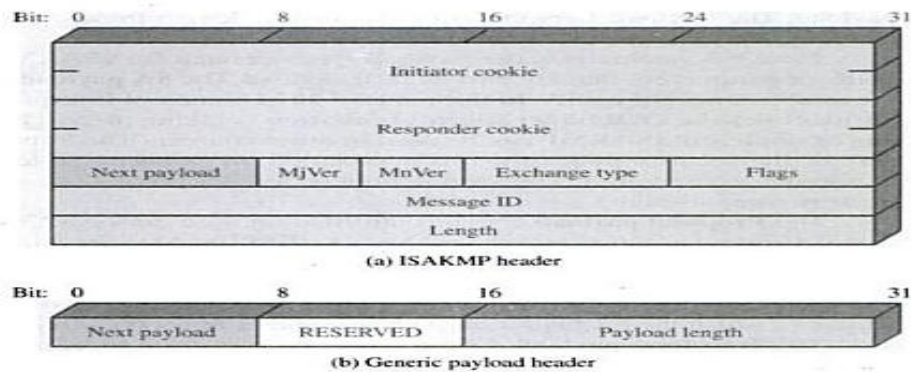 Bit: 0 8 16 24 31
Initiator cookie
Responder cookie
Next payload MjVer MnVer Exchange type Flags
Message ID
Length
(a) ISAKMP header
Bit: 0 8 16 31
Next payload RESERVED Payload length
(b) Generic payload header